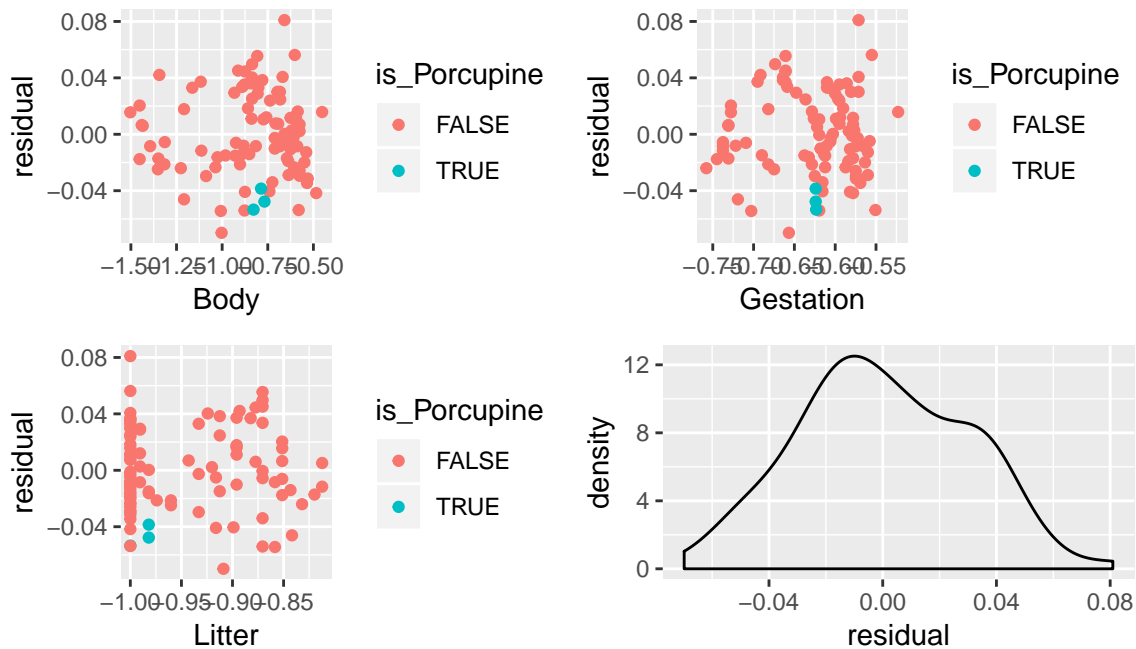 0.08
0.04
0.00
−0.04
residual
−1.50−1.25−1.00−0.75−0.50
Body
is_Porcupine
FALSE
TRUE
0.08
0.04
0.00
−0.04
residual
−0.75−0.70−0.65−0.60−0.55
Gestation
is_Porcupine
FALSE
TRUE
0.08
0.04
0.00
−0.04
residual
−1.00−0.95−0.90−0.85
Litter
is_Porcupine
FALSE
TRUE
12
8
4
0
density
−0.04 0.00 0.04 0.08
residual